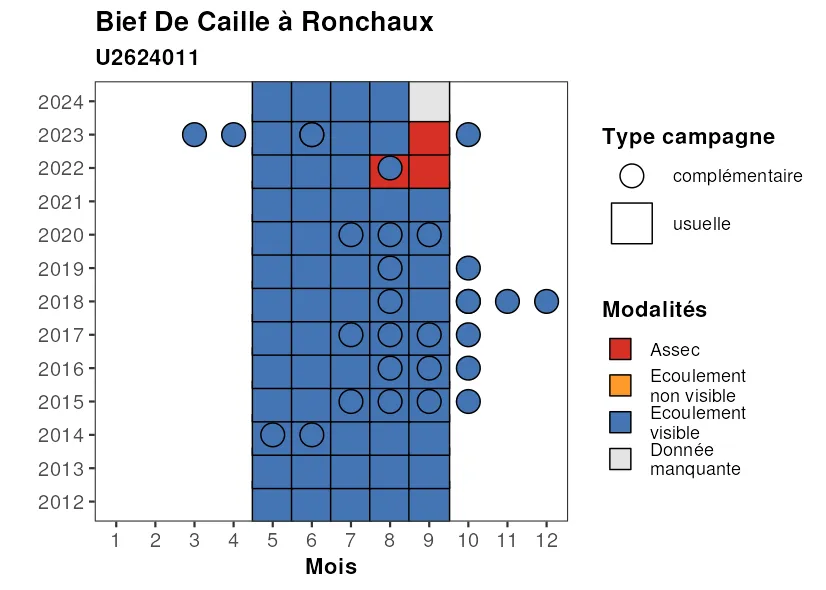 Bief De Caille à Ronchaux
U2624011
2024
2023
2022
2021
2020
2019
2018
2017
2016
2015
2014
2013
2012
1 2 3 4 5 6 7 8 9 10 11 12
Mois
Type campagne
complémentaire
usuelle
Modalités
Assec
Ecoulement
non visible
Ecoulement
visible
Donnée
manquante